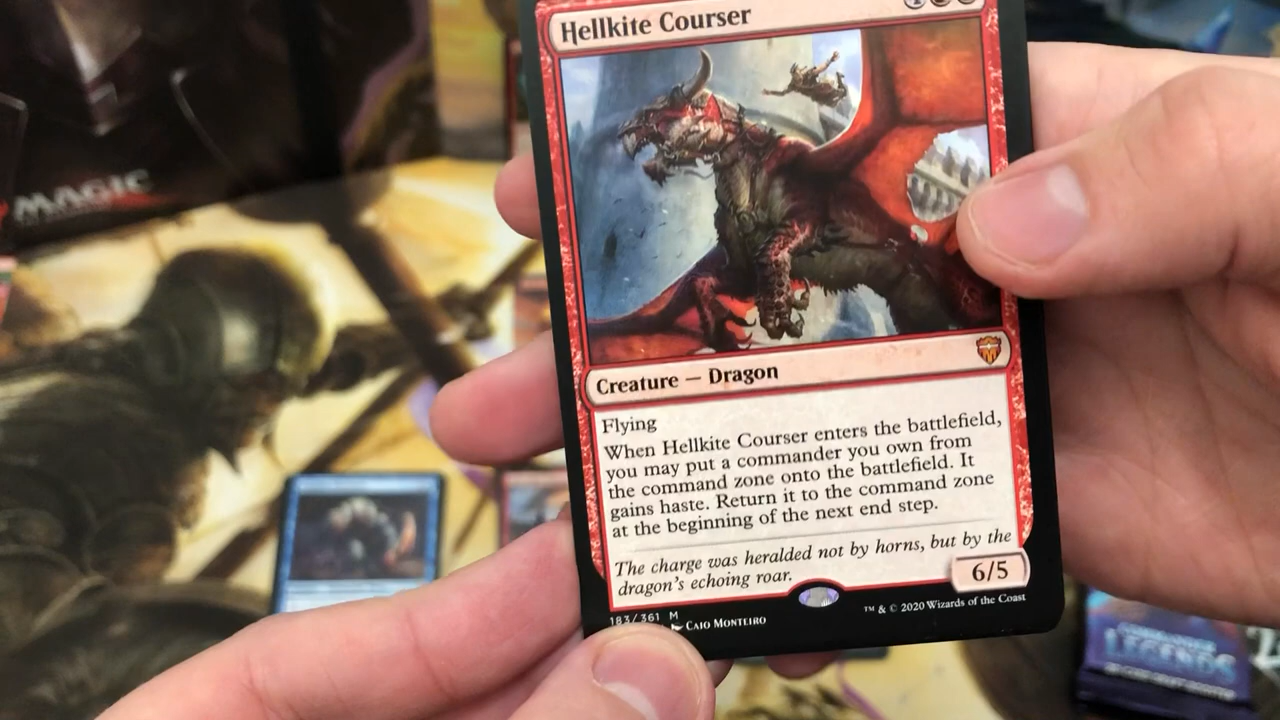 Hellkite Courser
MAGIC
Creature — Dragon
Flying
When Hellkite Courser enters the battlefield,
you may put a commander you own from
the command zone onto the battlefield. It
gains haste. Return it to the command zone
at the beginning of the next end step.
The charge was heralded not by horns, but by the
dragon's echoing roar.
6/5
183/361 M
CAIO MONTEIRO
™ & © 2020 Wizards of the Coast
COMMANDER
LEGENDS